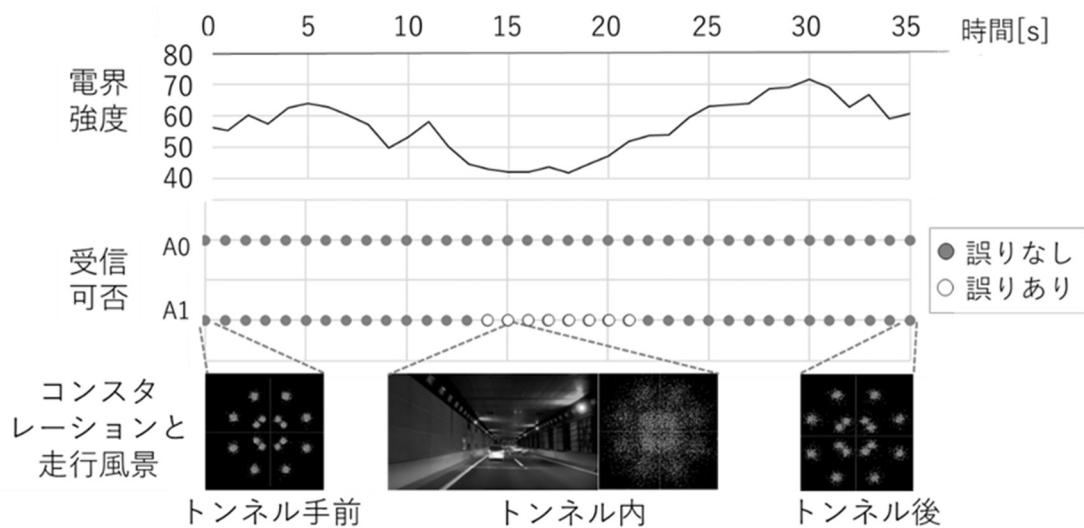 0 5 10 15 20 25 30 35 時間[s]
電界
強度
80
70
60
50
40
受信
可否
A0
A1
誤りなし
誤りあり
コンスタ
レーションと
走行風景
トンネル手前 トンネル内 トンネル後